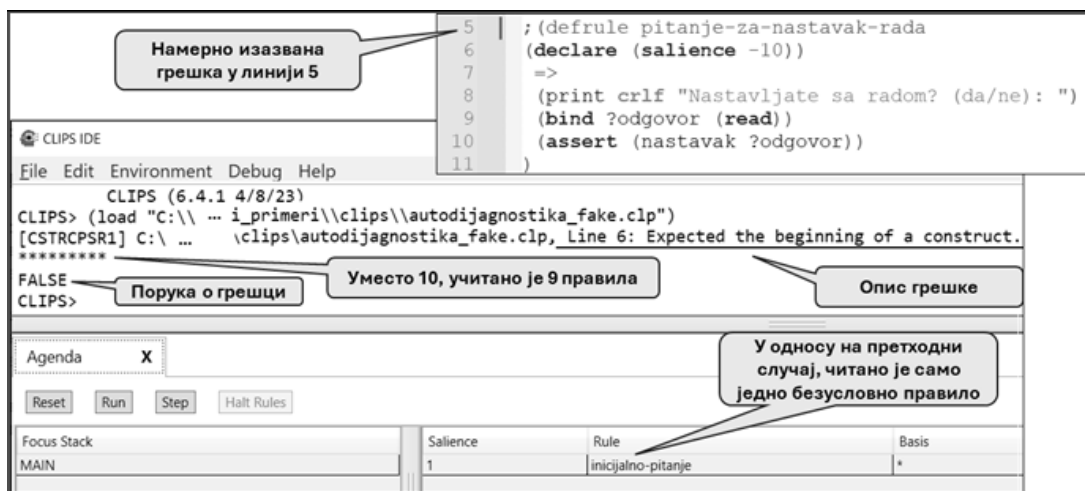 Намерно изазвана
грешка у линији 5
5 ;(defrule pitanje-za-nastavak-rada
6 (declare (salience -10))
7 =>
8 (print crlf "Nastavljate sa radom? (da/ne): ")
9 (bind ?odgovor (read))
10 (assert (nastavak ?odgovor))
11 )
CLIPS IDE
File Edit Environment Debug Help
CLIPS (6.4.1 4/8/23)
CLIPS> (load "C:\\ ... i_primeri\\clips\\autodijagnostika_fake.clp")
[CSTRCPSR1] C:\ ... \clips\autodijagnostika_fake.clp, Line 6: Expected the beginning of a construct.
*********
FALSE
CLIPS>
Порука о грешци
Уместо 10, учитано је 9 правила
Опис грешке
Agenda X
У односу на претходни
случај, читано је само
једно безусловно правило
Reset Run Step Halt Rules
Focus Stack Salience Rule Basis
MAIN 1 inicijalno-pitanje *